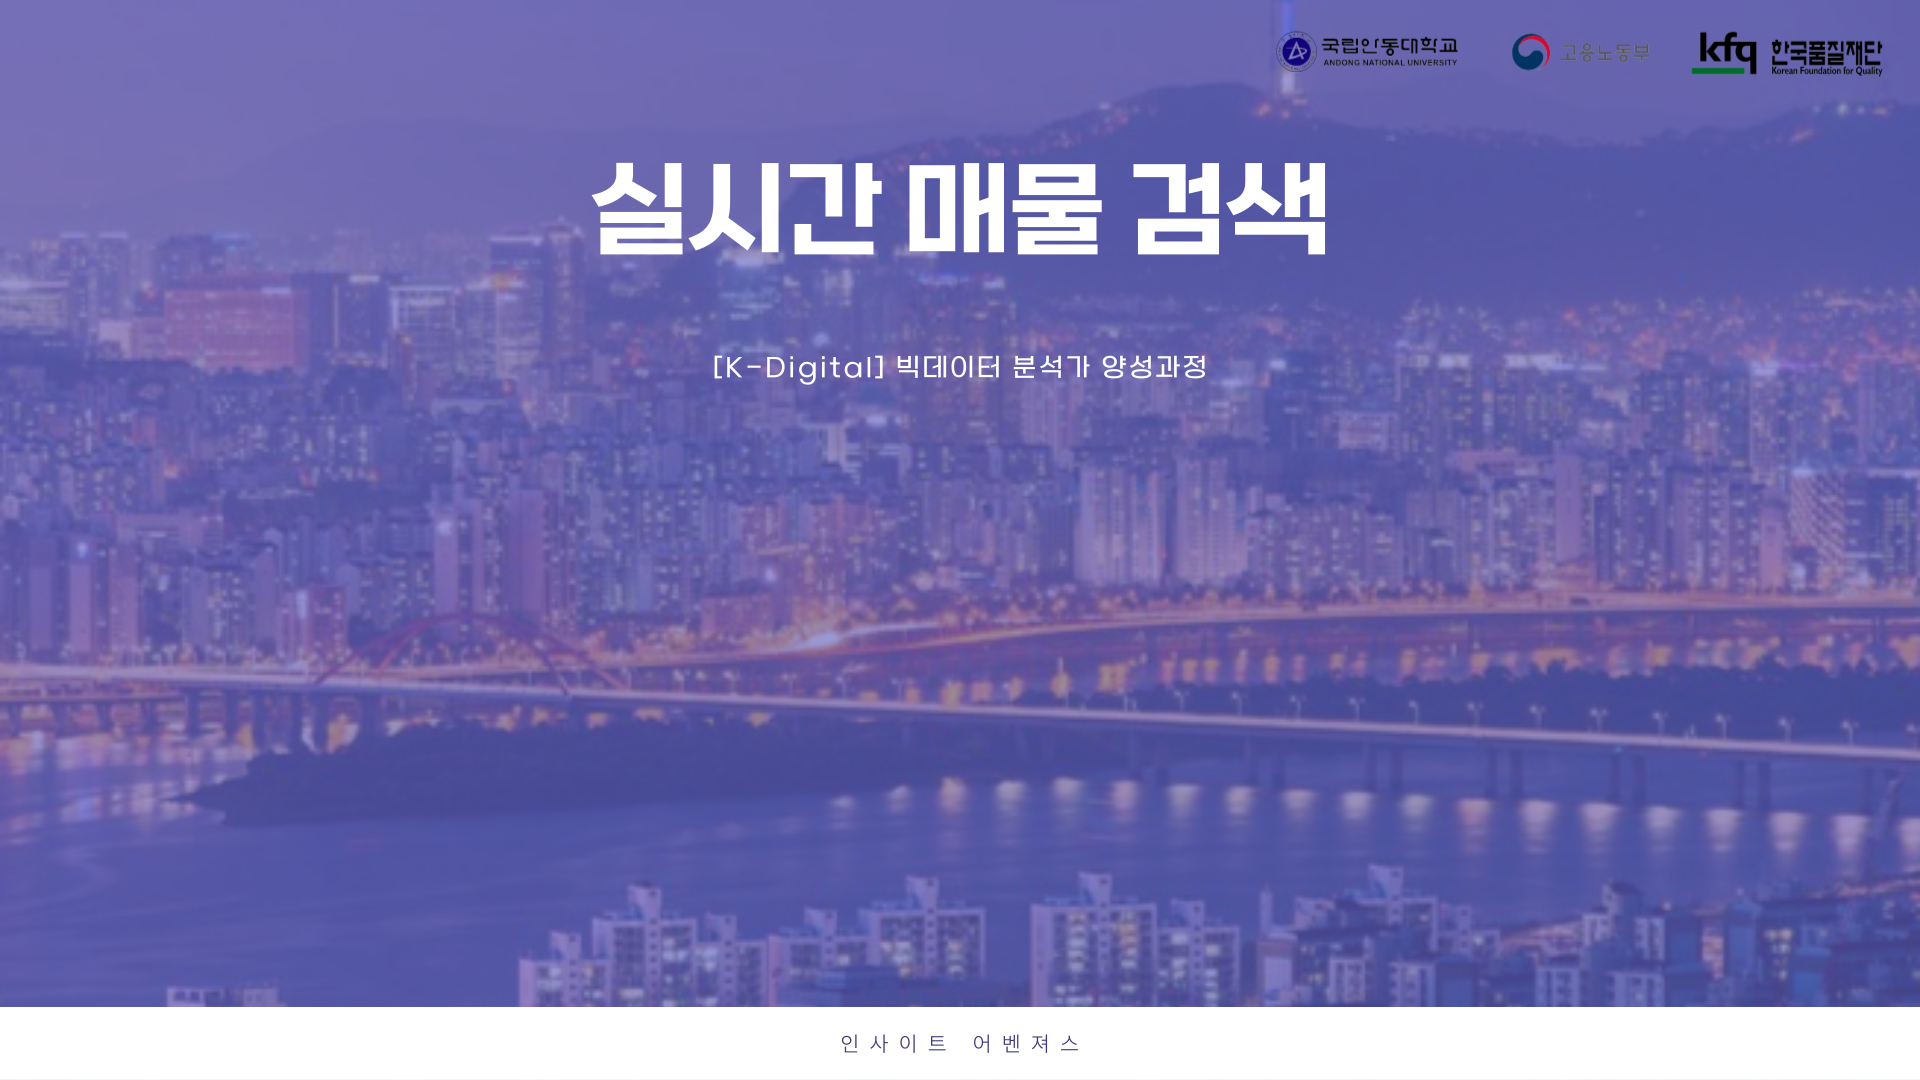 국립안동대학교
ANDONG NATIONAL UNIVERSITY
고용노동부
kfq 한국품질재단
Korean Foundation for Quality
실시간 매물 검색
[K-Digital] 빅데이터 분석가 양성과정
인사이트 어벤져스